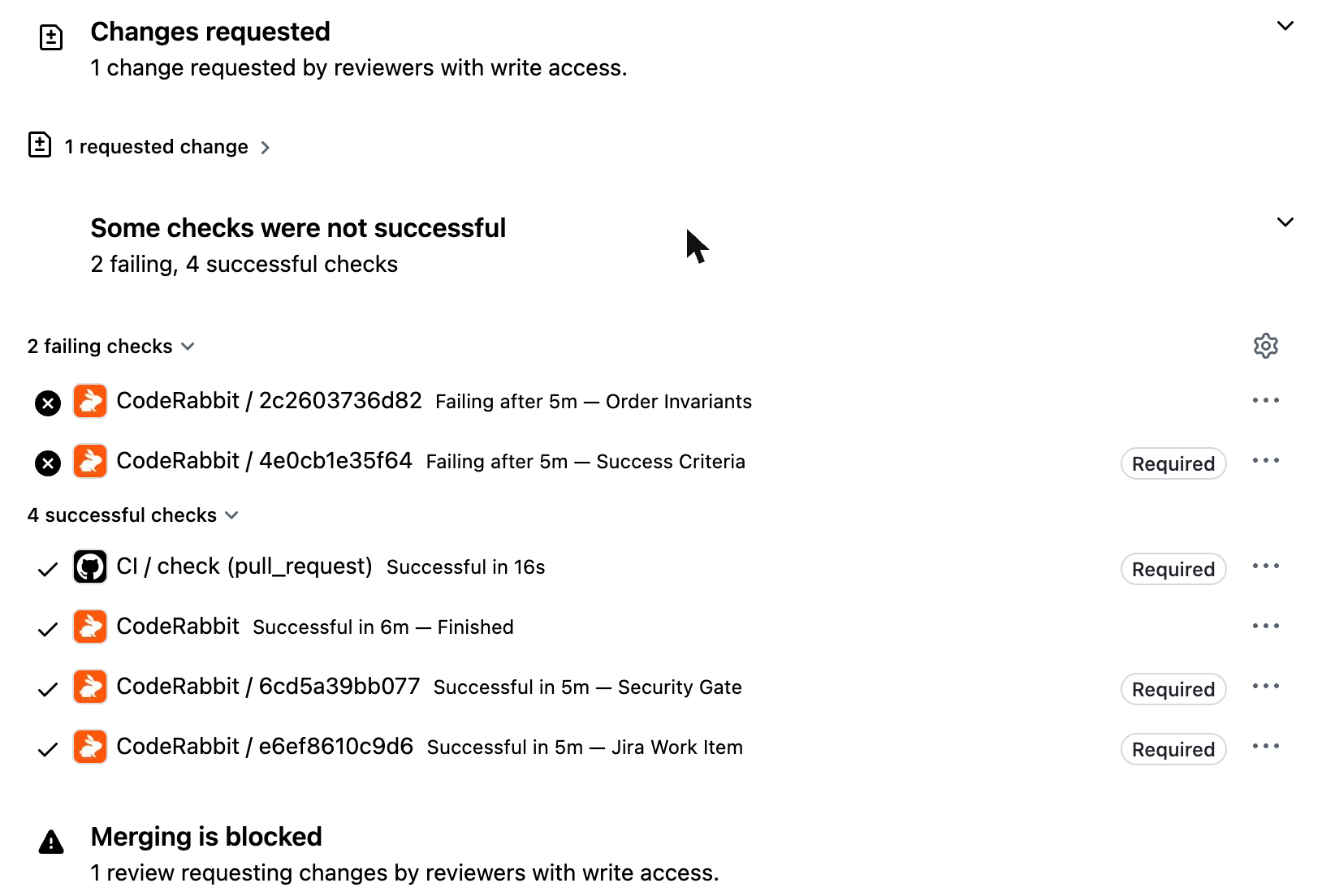 Changes requested
1 change requested by reviewers with write access.
1 requested change
Some checks were not successful
2 failing, 4 successful checks
2 failing checks
CodeRabbit / 2c2603736d82 Failing after 5m — Order Invariants
CodeRabbit / 4e0cb1e35f64 Failing after 5m — Success Criteria Required
4 successful checks
CI / check (pull_request) Successful in 16s Required
CodeRabbit Successful in 6m — Finished
CodeRabbit / 6cd5a39bb077 Successful in 5m — Security Gate Required
CodeRabbit / e6ef8610c9d6 Successful in 5m — Jira Work Item Required
Merging is blocked
1 review requesting changes by reviewers with write access.